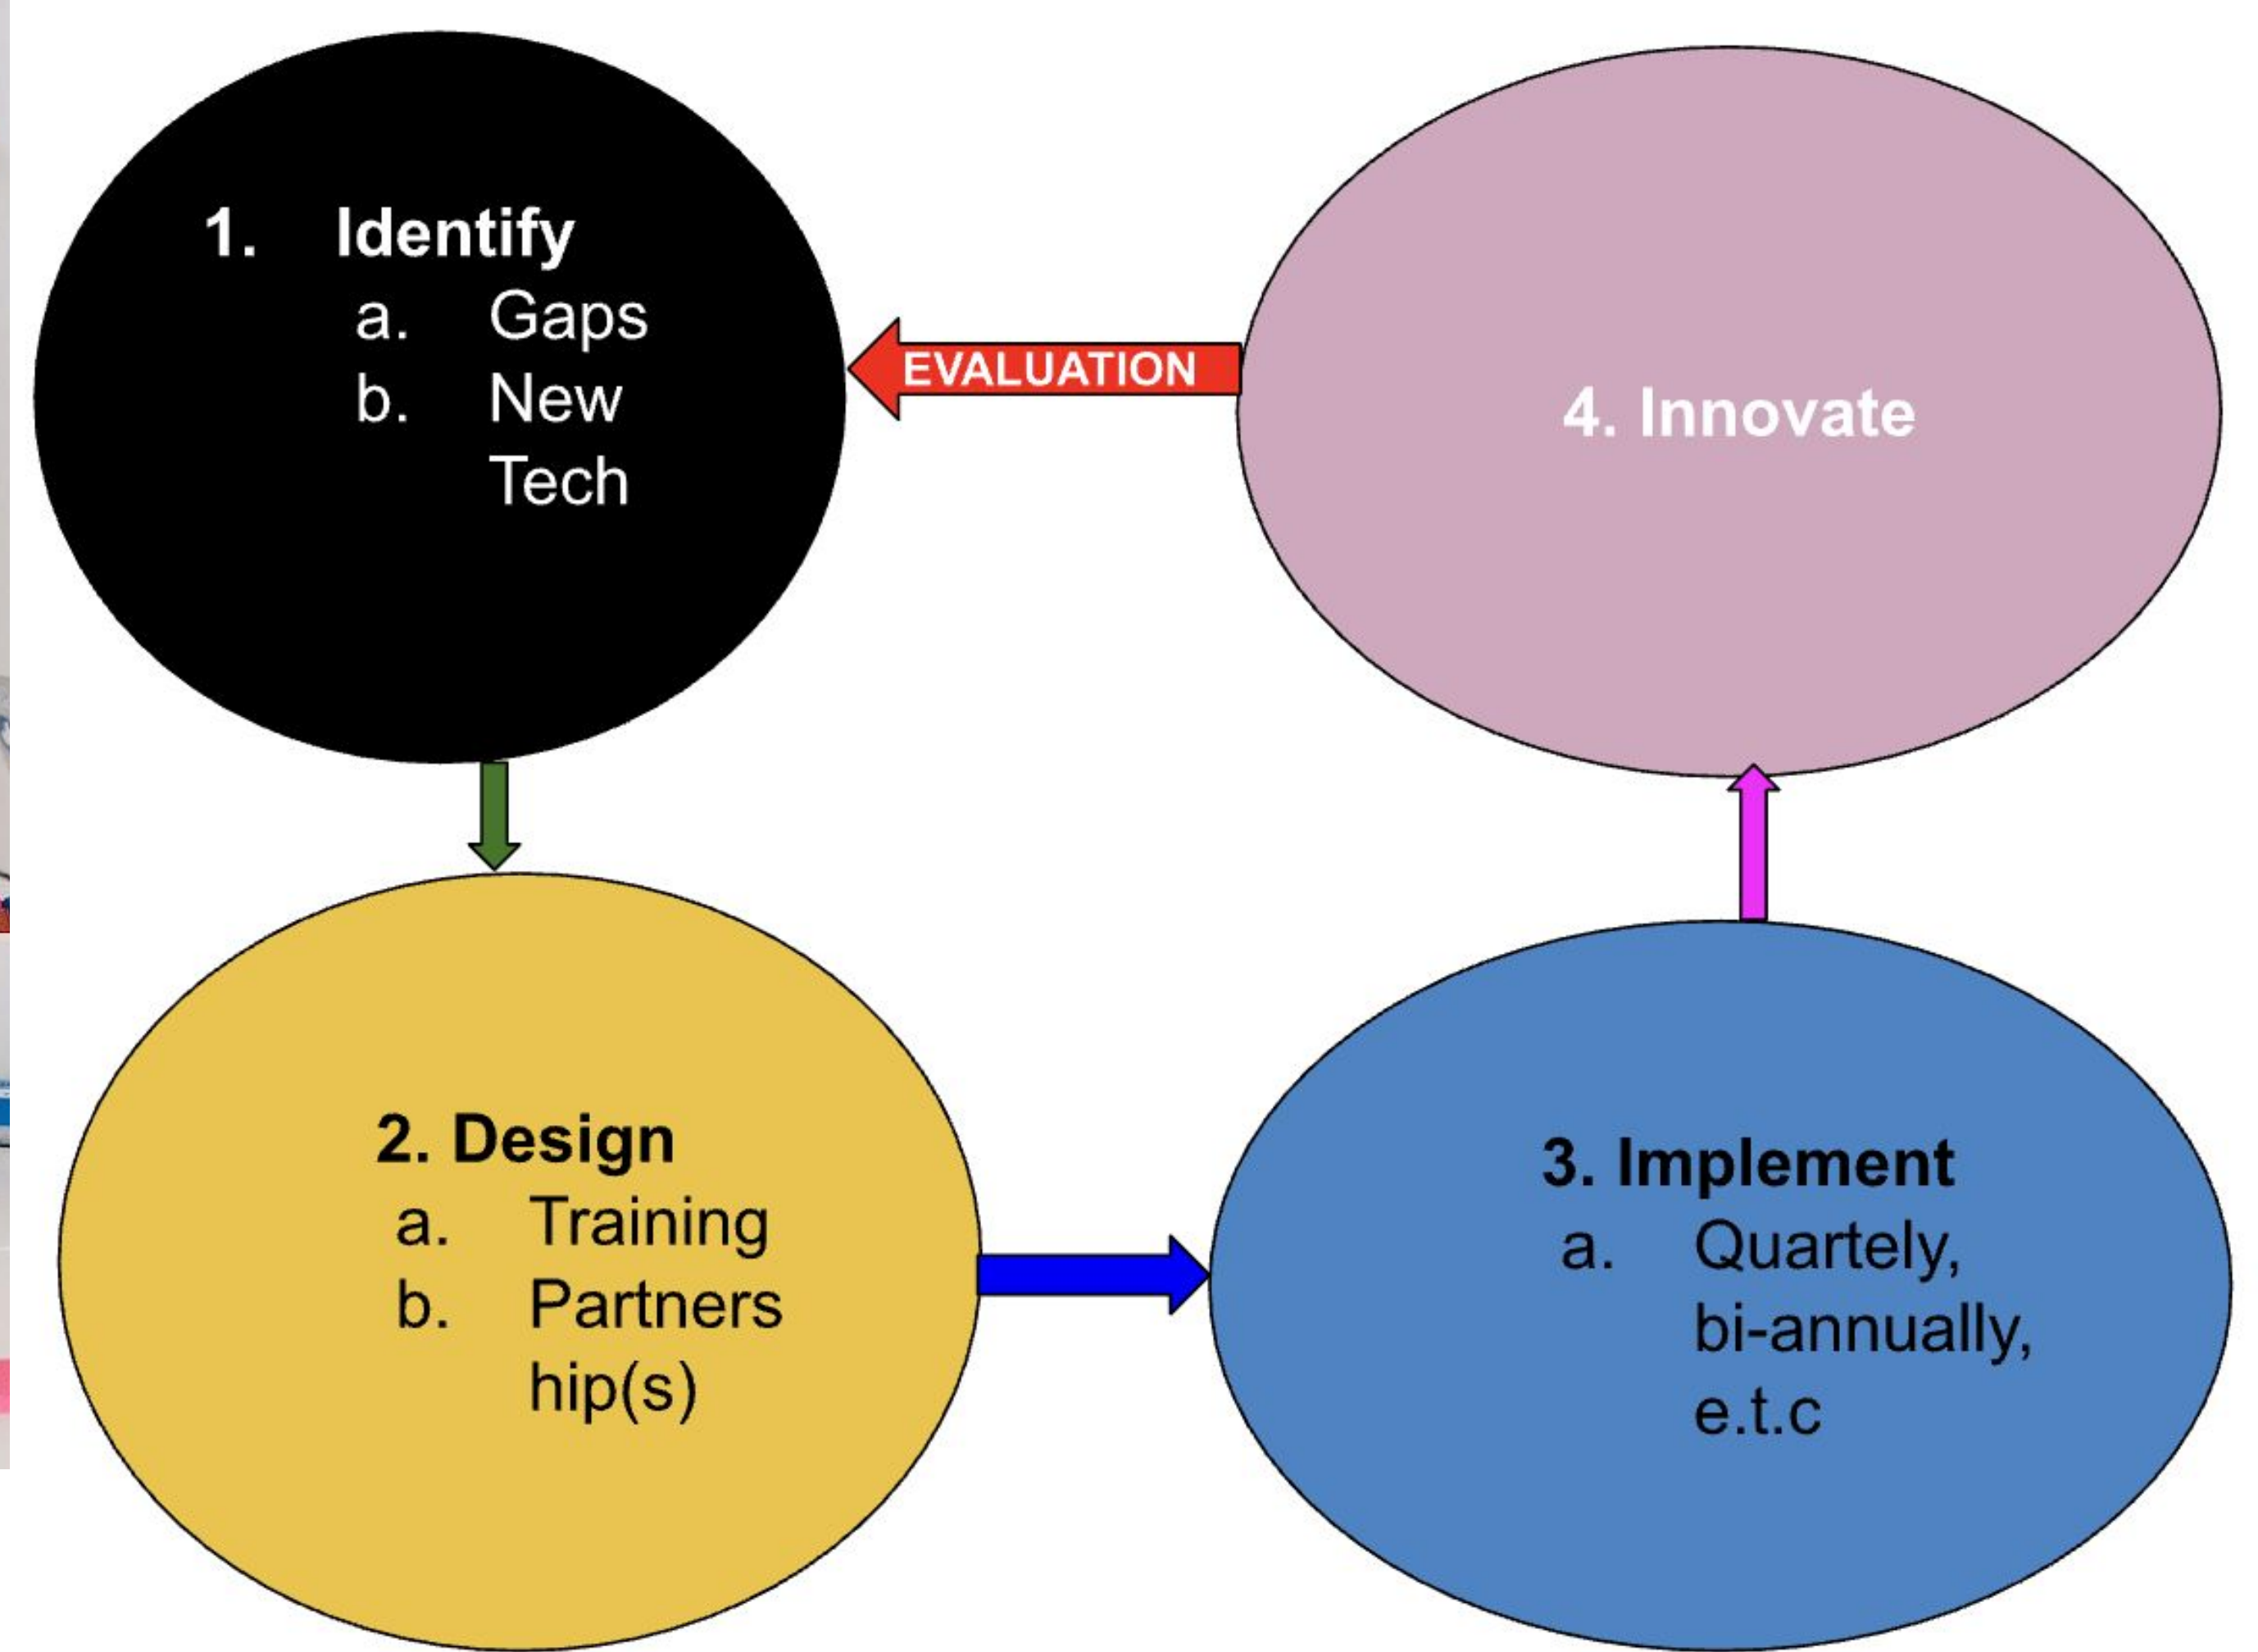 1. Identify
a. Gaps
b. New
Tech
EVALUATION
4. Innovate
2. Design
a. Training
b. Partners
hip(s)
3. Implement
a. Quartely,
bi-annually,
e.t.c